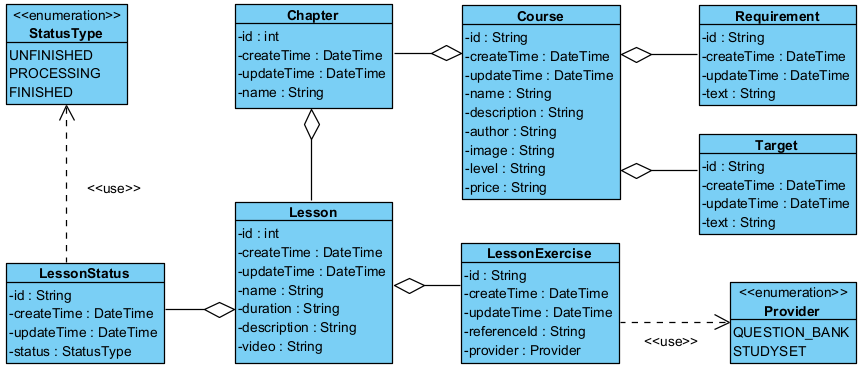 <<enumeration>>
StatusType
UNFINISHED
PROCESSING
FINISHED
Chapter
-id : int
-createTime : DateTime
-updateTime : DateTime
-name : String
Course
-id : String
-createTime : DateTime
-updateTime : DateTime
-name : String
-description : String
-author : String
-image : String
-level : String
-price : String
Requirement
-id : String
-createTime : DateTime
-updateTime : DateTime
-text : String
Target
-id : String
-createTime : DateTime
-updateTime : DateTime
-text : String
<<use>>
LessonStatus
-id : String
-createTime : DateTime
-updateTime : DateTime
-status : StatusType
Lesson
-id : int
-createTime : DateTime
-updateTime : DateTime
-name : String
-duration : String
-description : String
-video : String
LessonExercise
-id : String
-createTime : DateTime
-updateTime : DateTime
-referenceId : String
-provider : Provider
<<use>>
<<enumeration>>
Provider
QUESTION_BANK
STUDYSET